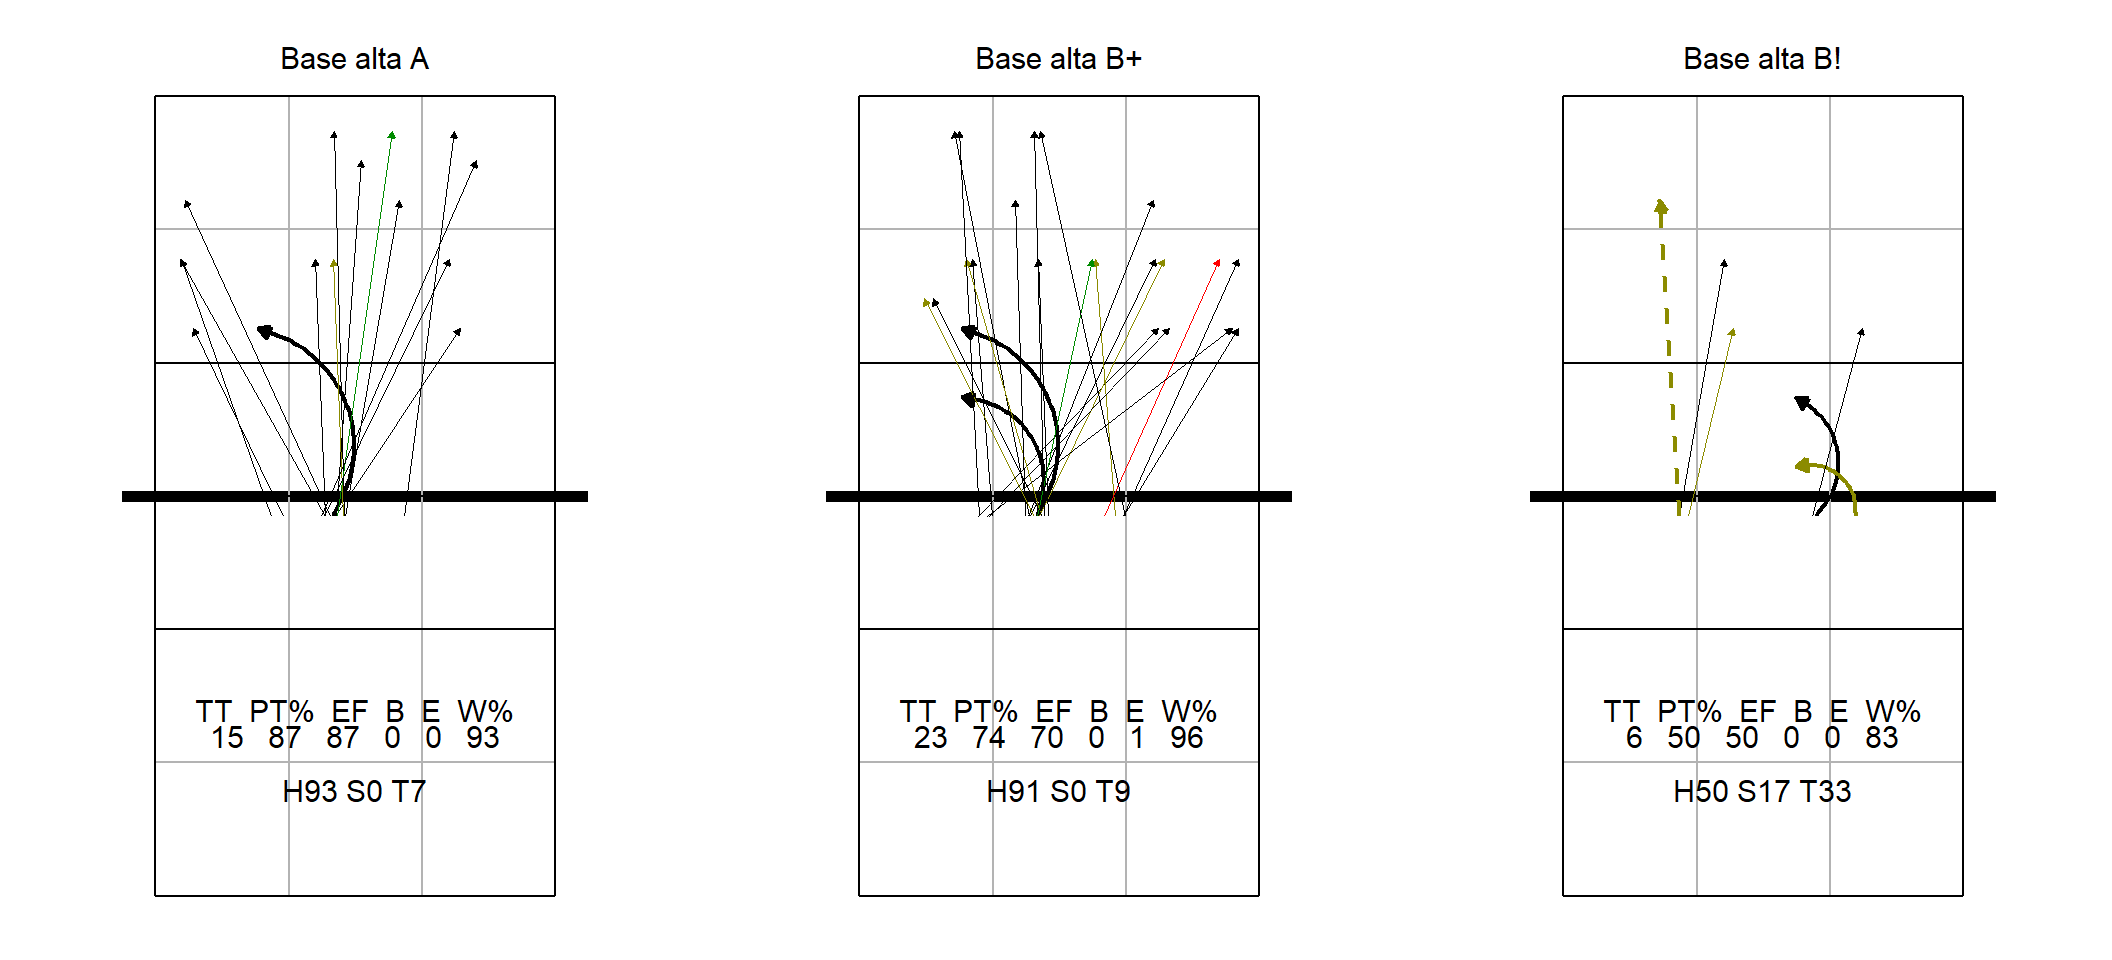 Base alta A
TT PT% EF B E W%
15 87 87 0 0 93
H93 S0 T7
Base alta B+
TT PT% EF B E W%
23 74 70 0 1 96
H91 S0 T9
Base alta B!
TT PT% EF B E W%
6 50 50 0 0 83
H50 S17 T33